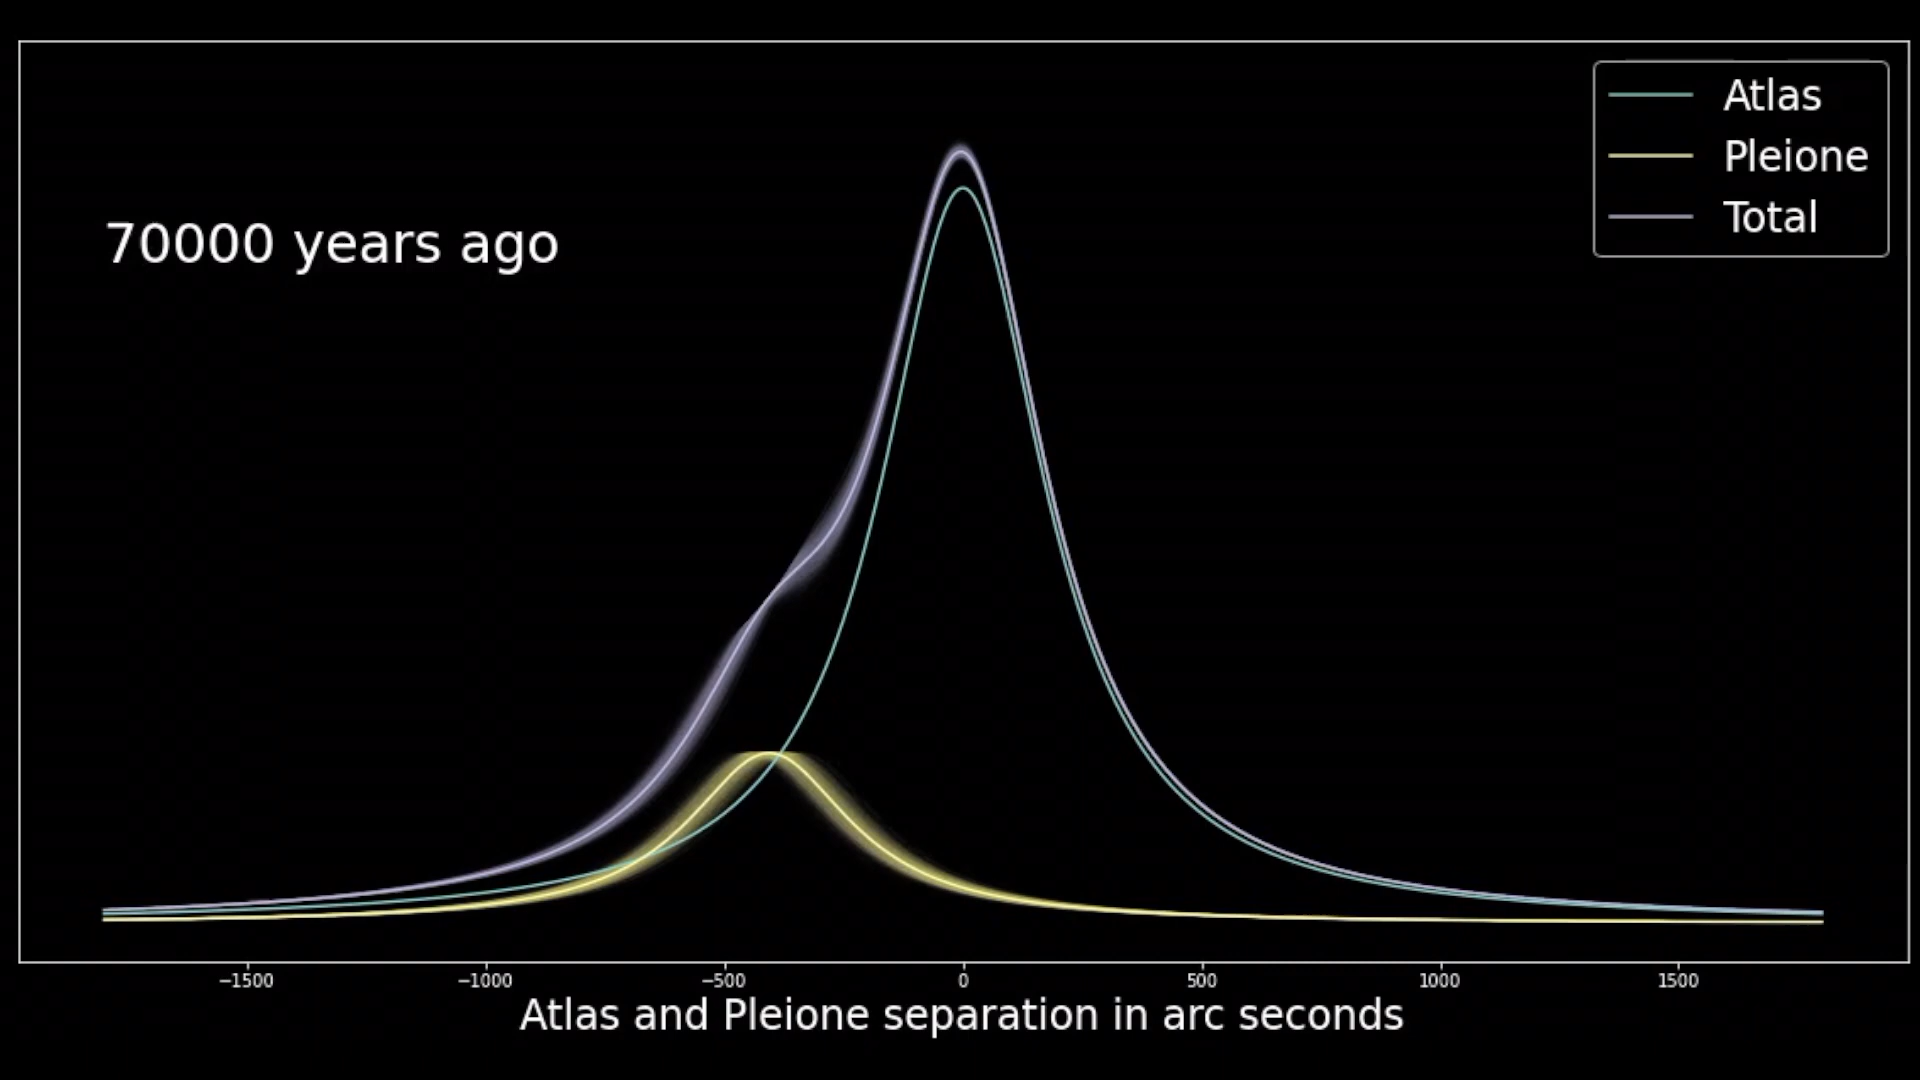 Atlas
Pleione
Total
70000 years ago
−1500 −1000 −500 0 500 1000 1500
Atlas and Pleione separation in arc seconds